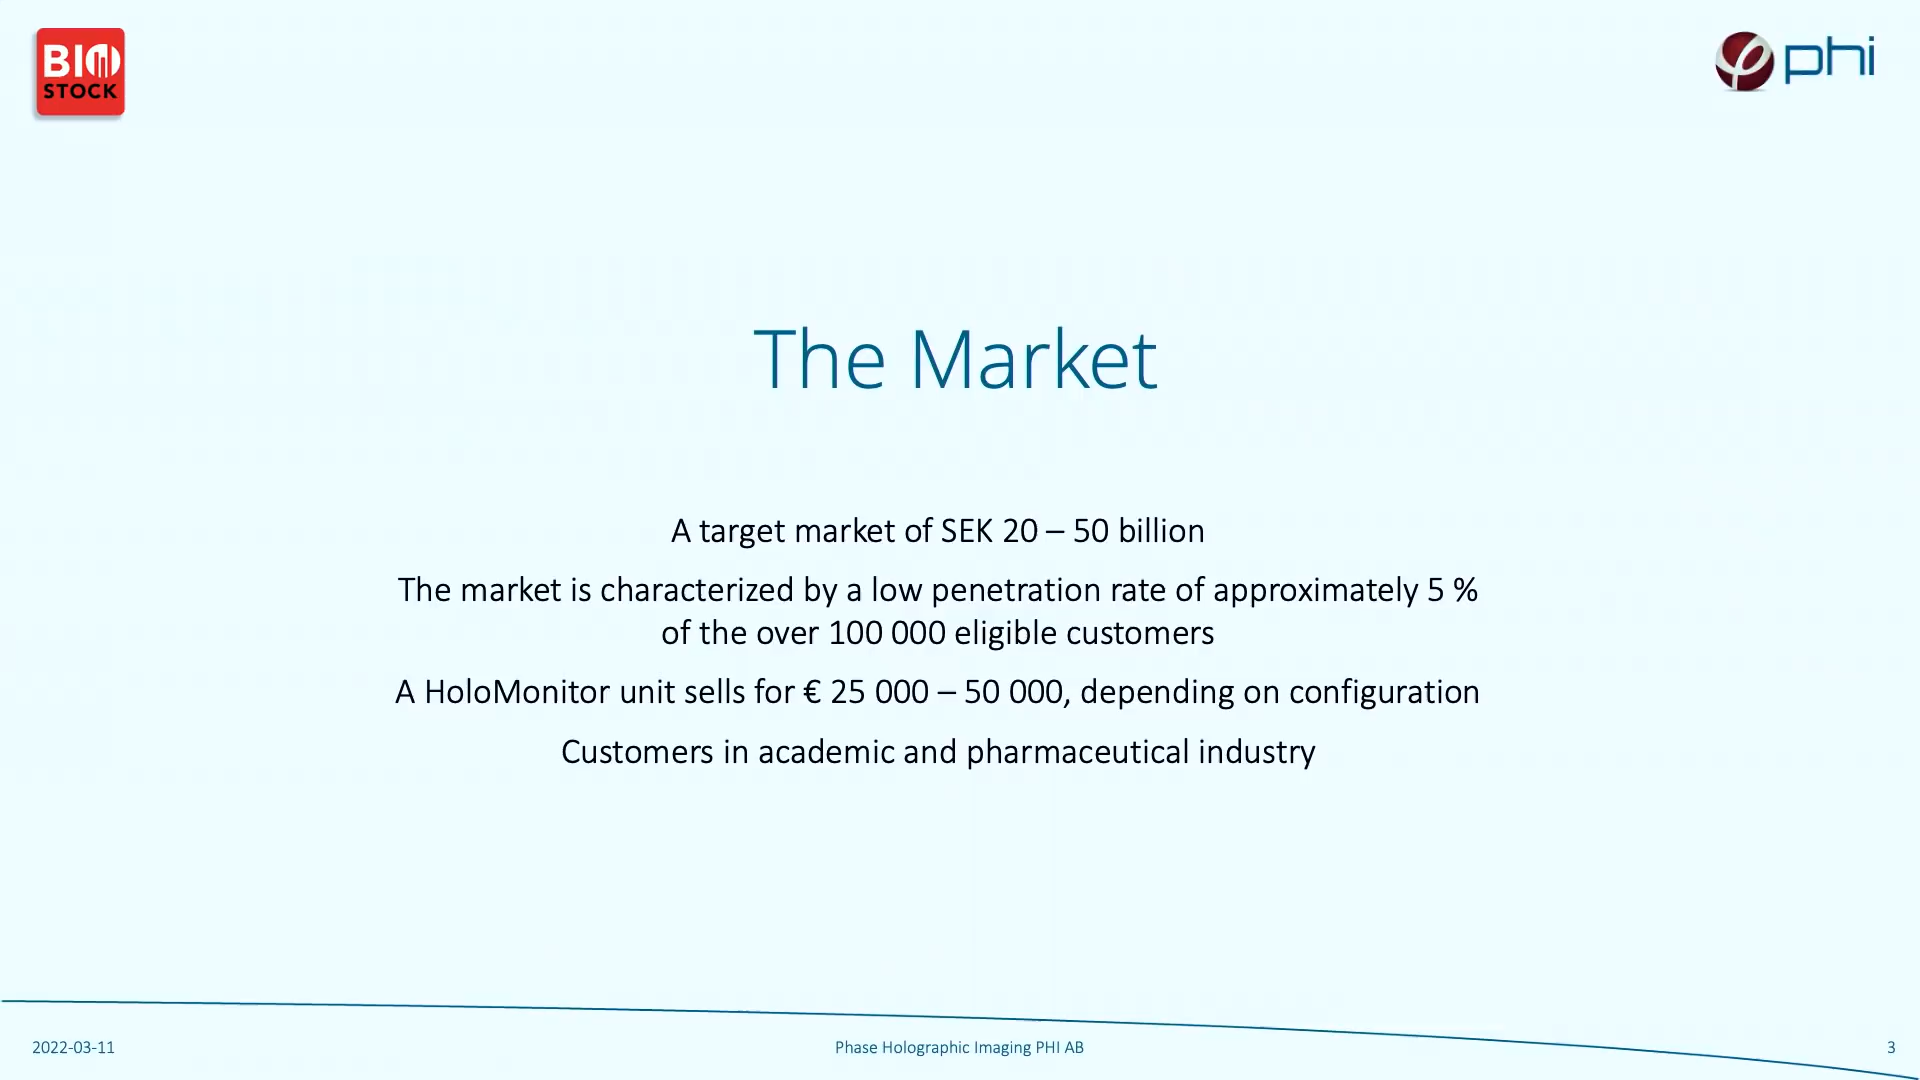 BIO
STOCK
phi
The Market
A target market of SEK 20 – 50 billion
The market is characterized by a low penetration rate of approximately 5 %
of the over 100 000 eligible customers
A HoloMonitor unit sells for € 25 000 – 50 000, depending on configuration
Customers in academic and pharmaceutical industry
2022-03-11
Phase Holographic Imaging PHI AB
3